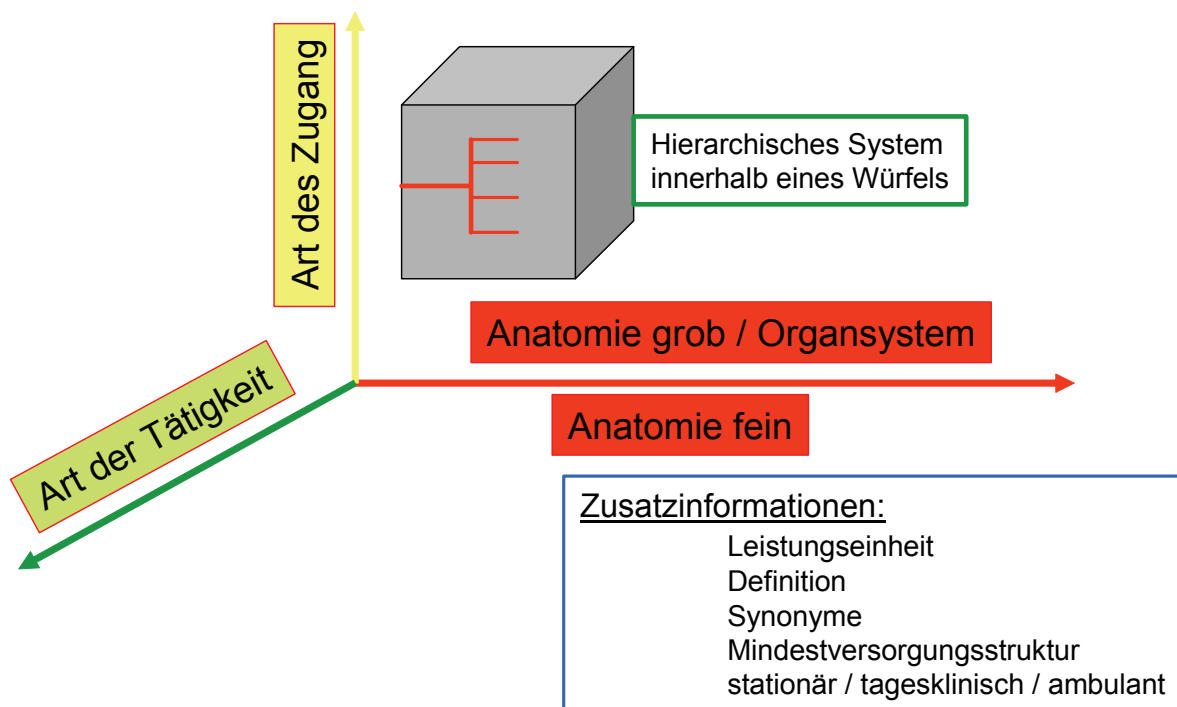 Art des Zugang
Hierarchisches System
innerhalb eines Würfels
Anatomie grob / Organsystem
Art der Tätigkeit
Anatomie fein
Zusatzinformationen:
Leistungseinheit
Definition
Synonyme
Mindestversorgungsstruktur
stationär / tagesklinisch / ambulant